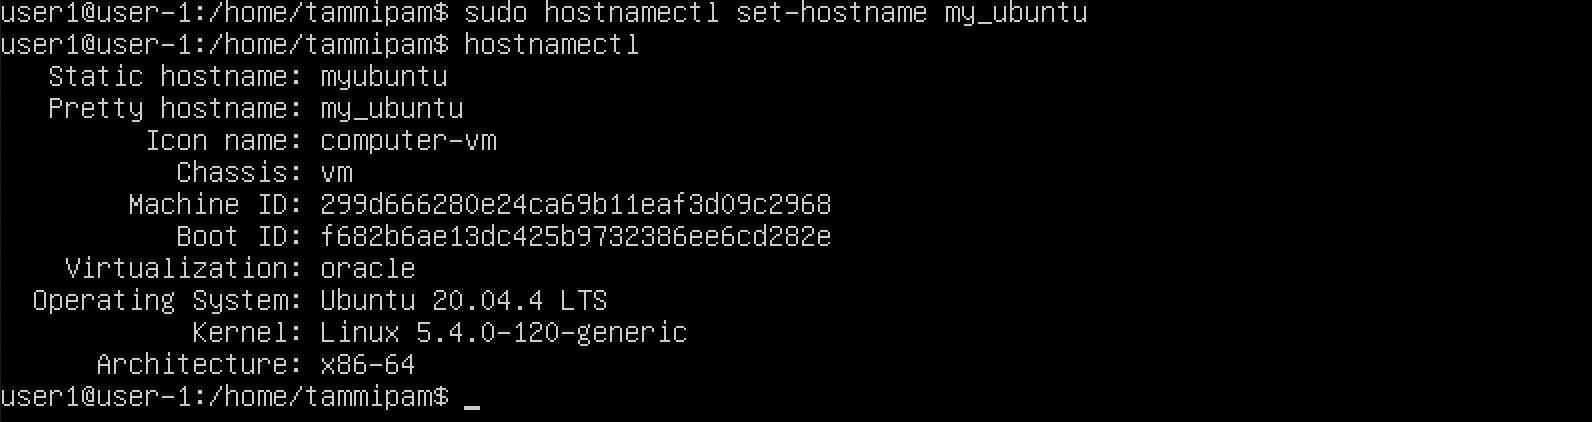 user1@user-1:/home/tammipam$ sudo hostnamectl set-hostname my_ubuntu
user1@user-1:/home/tammipam$ hostnamectl
Static hostname: myubuntu
Pretty hostname: my_ubuntu
Icon name: computer-vm
Chassis: vm
Machine ID: 299d666280e24ca69b11eaf3d09c2968
Boot ID: f682b6ae13dc425b9732386ee6cd282e
Virtualization: oracle
Operating System: Ubuntu 20.04.4 LTS
Kernel: Linux 5.4.0-120-generic
Architecture: x86-64
user1@user-1:/home/tammipam$ _